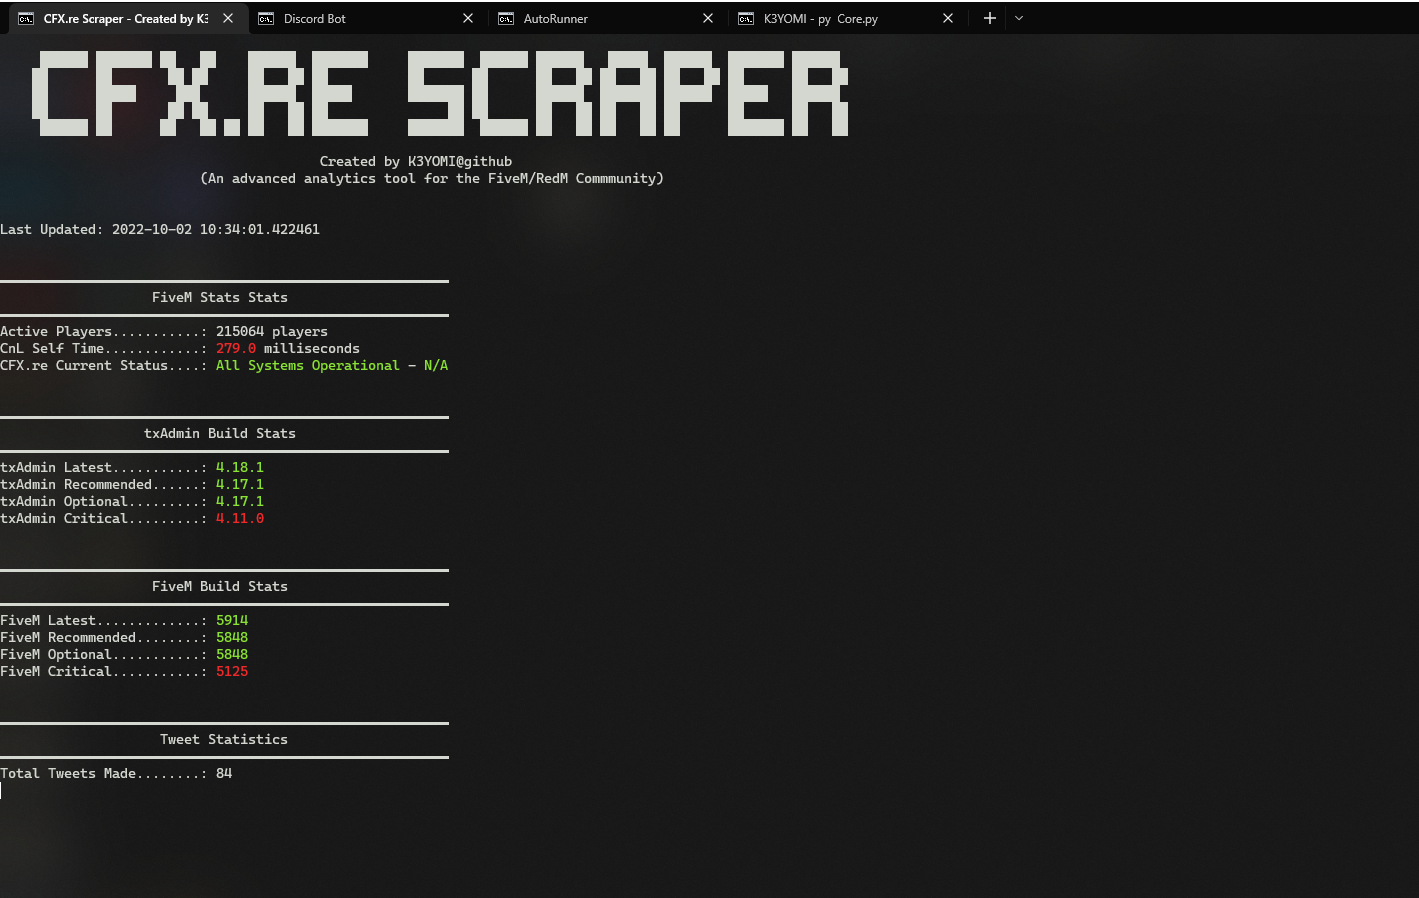 CFX.re Scraper - Created by K3 Discord Bot AutoRunner K3YOMI - py Core.py
CFX.RE SCRAPER
Created by K3YOMI@github
(An advanced analytics tool for the FiveM/RedM Commmunity)
Last Updated: 2022-10-02 10:34:01.422461
FiveM Stats Stats
Active Players...........: 215064 players
CnL Self Time............: 279.0 milliseconds
CFX.re Current Status....: All Systems Operational - N/A
txAdmin Build Stats
txAdmin Latest...........: 4.18.1
txAdmin Recommended......: 4.17.1
txAdmin Optional.........: 4.17.1
txAdmin Critical.........: 4.11.0
FiveM Build Stats
FiveM Latest.............: 5914
FiveM Recommended........: 5848
FiveM Optional...........: 5848
FiveM Critical...........: 5125
Tweet Statistics
Total Tweets Made........: 84